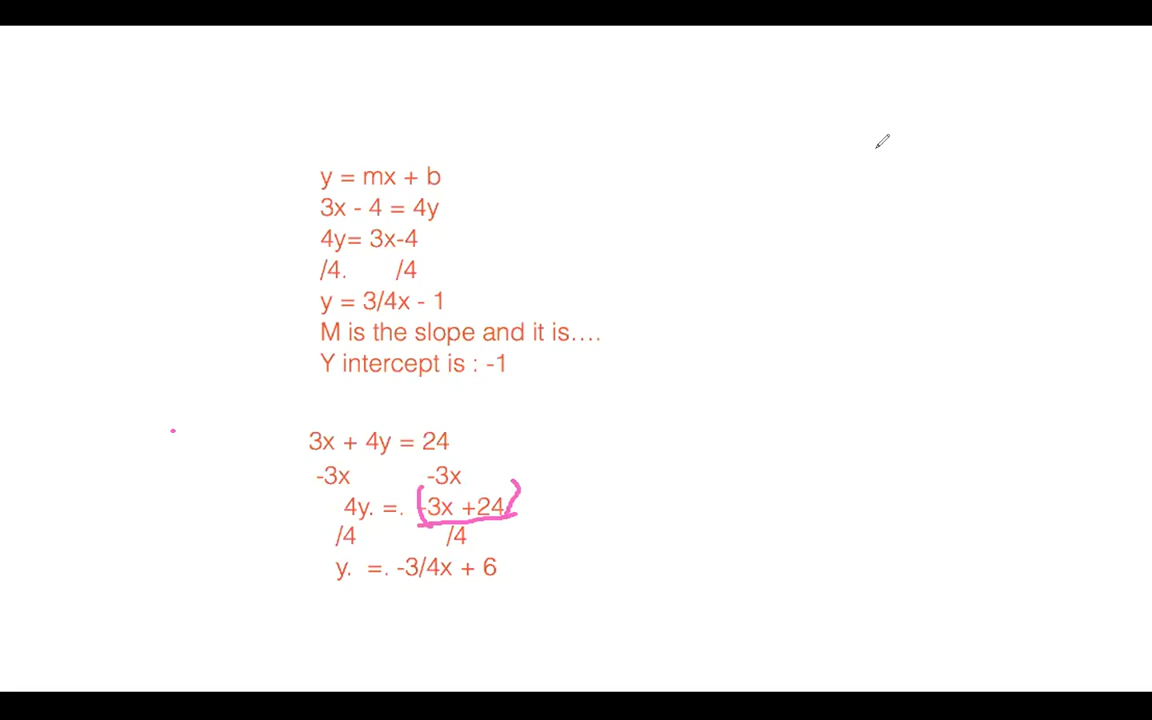 y = mx + b
3x - 4 = 4y
4y= 3x-4
/4. /4
y = 3/4x - 1
M is the slope and it is….
Y intercept is : -1
3x + 4y = 24
-3x -3x
4y. =. (-3x +24)
/4 /4
y. =. -3/4x + 6